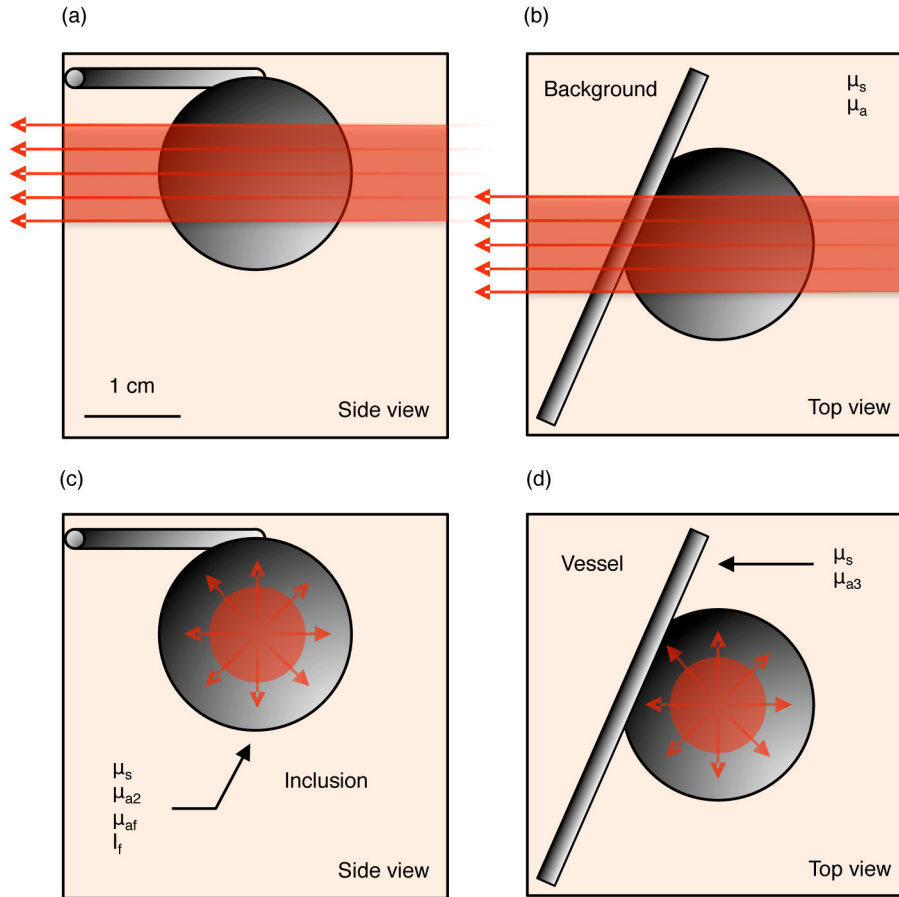 (a)
(b)
Background
μs
μa
1 cm
Side view
Top view
(c)
(d)
Vessel
μs
μa3
μs
μa2
μaf
If
Inclusion
Side view
Top view